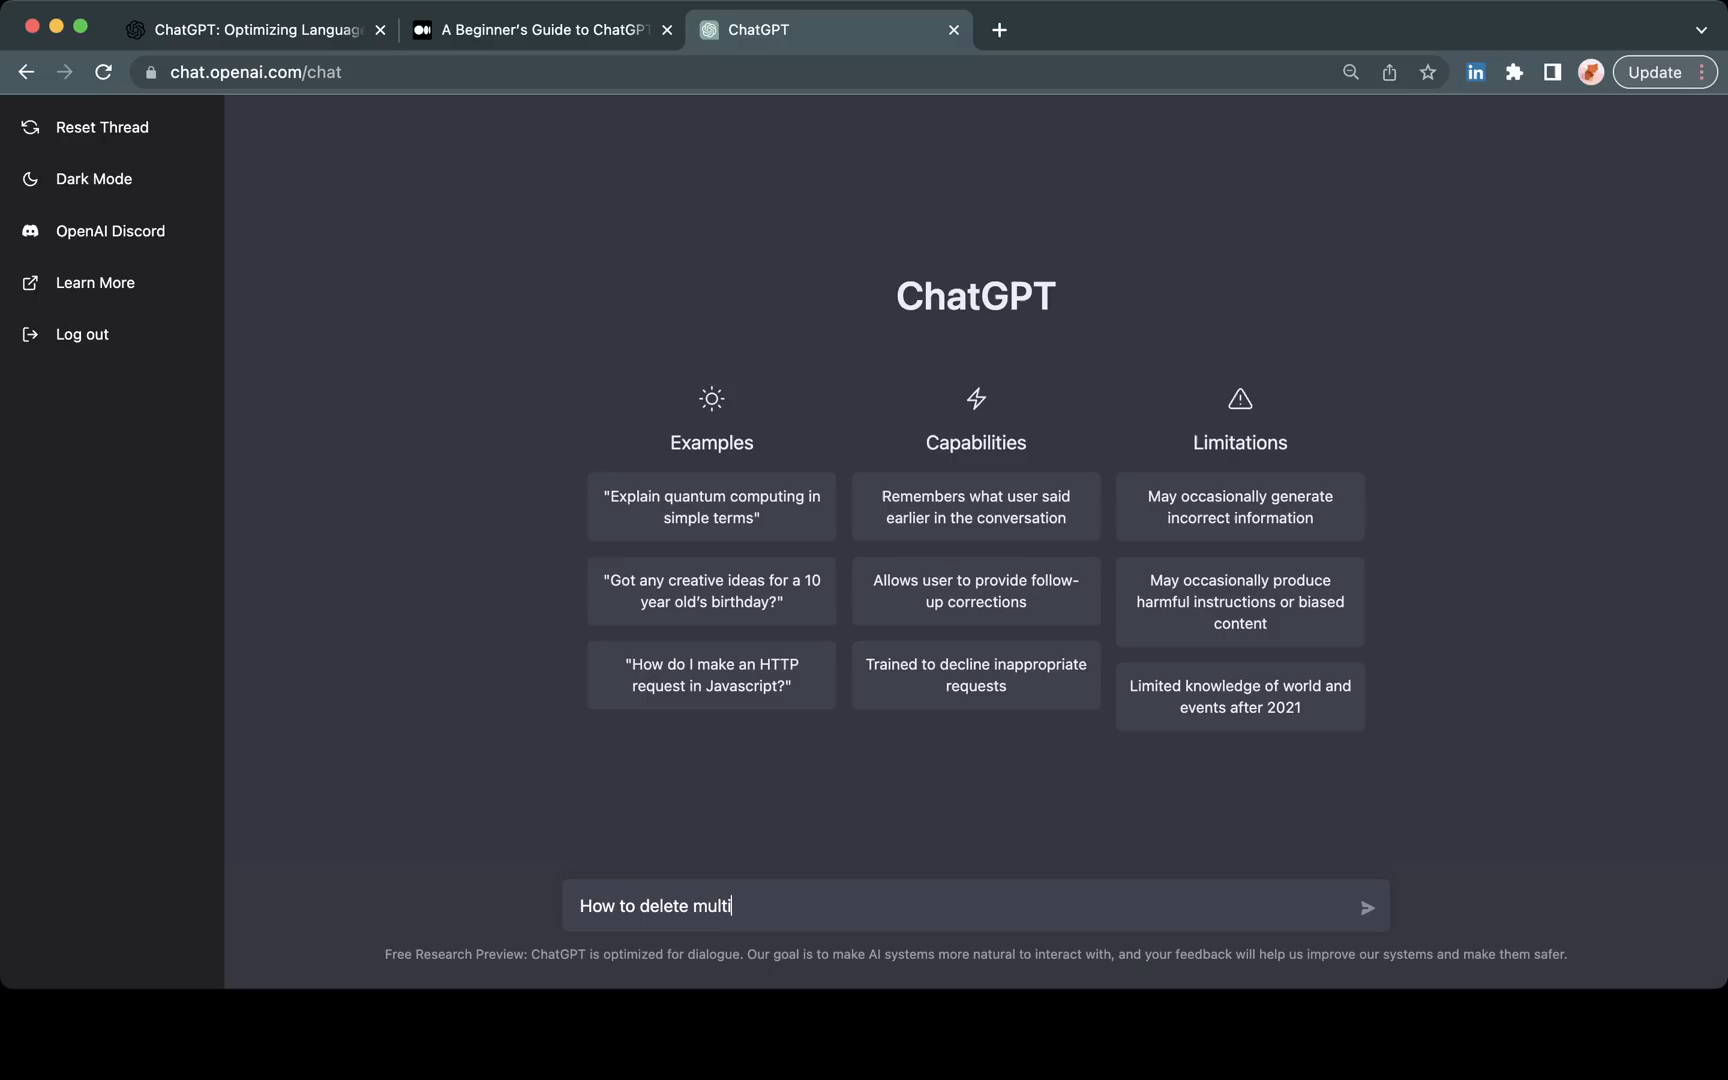 ChatGPT: Optimizing Language
A Beginner's Guide to ChatGPT
ChatGPT
chat.openai.com/chat
in
Update
Reset Thread
Dark Mode
OpenAI Discord
Learn More
Log out
ChatGPT
Examples
"Explain quantum computing in
simple terms"
"Got any creative ideas for a 10
year old's birthday?"
"How do I make an HTTP
request in Javascript?"
Capabilities
Remembers what user said
earlier in the conversation
Allows user to provide follow-
up corrections
Trained to decline inappropriate
requests
Limitations
May occasionally generate
incorrect information
May occasionally produce
harmful instructions or biased
content
Limited knowledge of world and
events after 2021
How to delete multi
Free Research Preview: ChatGPT is optimized for dialogue. Our goal is to make AI systems more natural to interact with, and your feedback will help us improve our systems and make them safer.